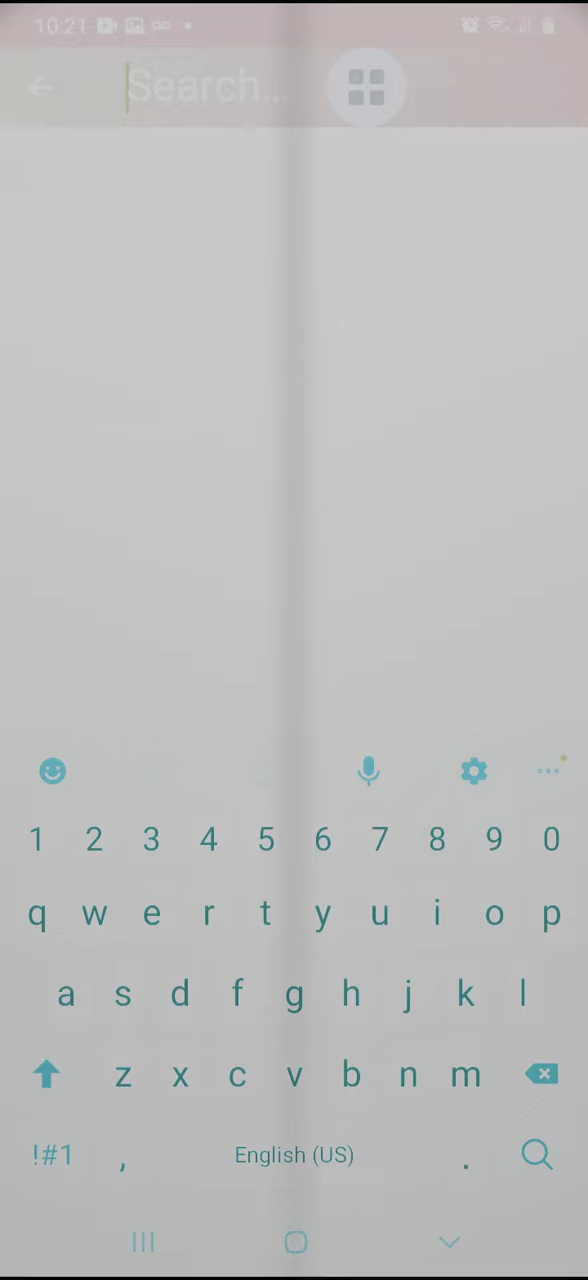 10:21
Search...
1 2 3 4 5 6 7 8 9 0
q w e r t y u i o p
a s d f g h j k l
z x c v b n m
!#1 , English (US) .